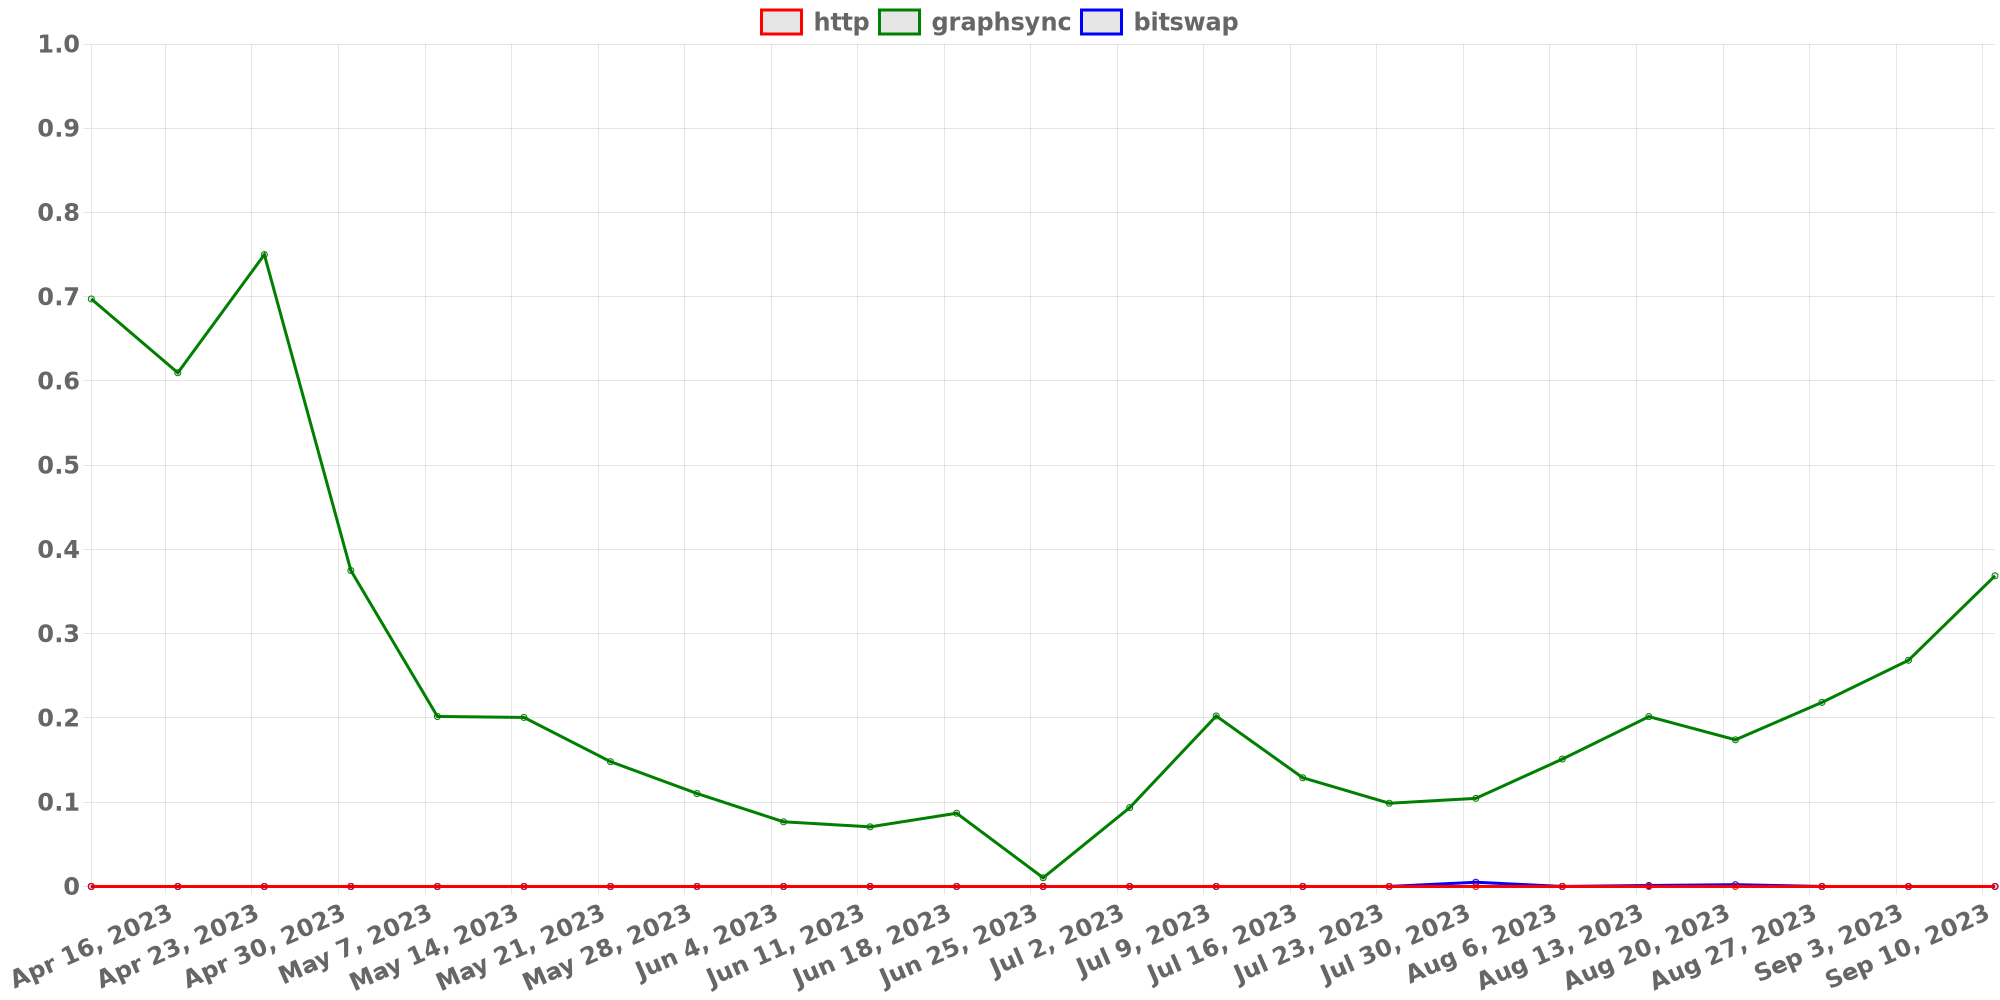 http graphsync bitswap
1.0
0.9
0.8
0.7
0.6
0.5
0.4
0.3
0.2
0.1
0
Apr 16, 2023
Apr 23, 2023
Apr 30, 2023
May 7, 2023
May 14, 2023
May 21, 2023
May 28, 2023
Jun 4, 2023
Jun 11, 2023
Jun 18, 2023
Jun 25, 2023
Jul 2, 2023
Jul 9, 2023
Jul 16, 2023
Jul 23, 2023
Jul 30, 2023
Aug 6, 2023
Aug 13, 2023
Aug 20, 2023
Aug 27, 2023
Sep 3, 2023
Sep 10, 2023